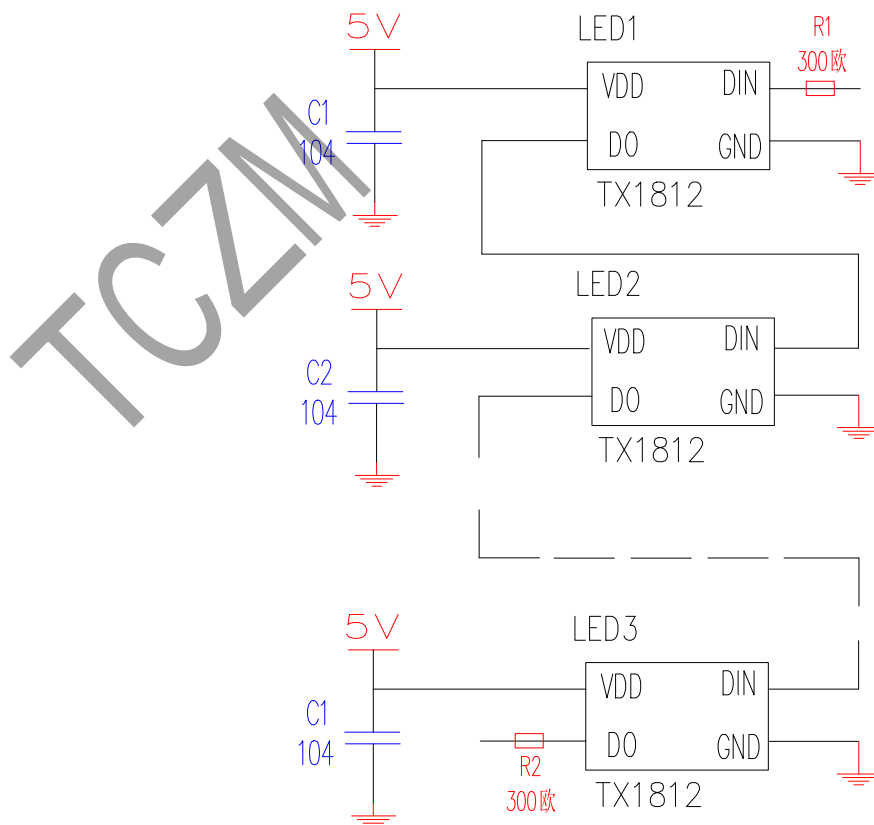 5V
LED1
R1
300欧
VDD
DIN
C1
104
DO
GND
TX1812
TCZM
5V
LED2
VDD
DIN
C2
104
DO
GND
TX1812
5V
LED3
VDD
DIN
C1
104
DO
GND
R2
300欧
TX1812